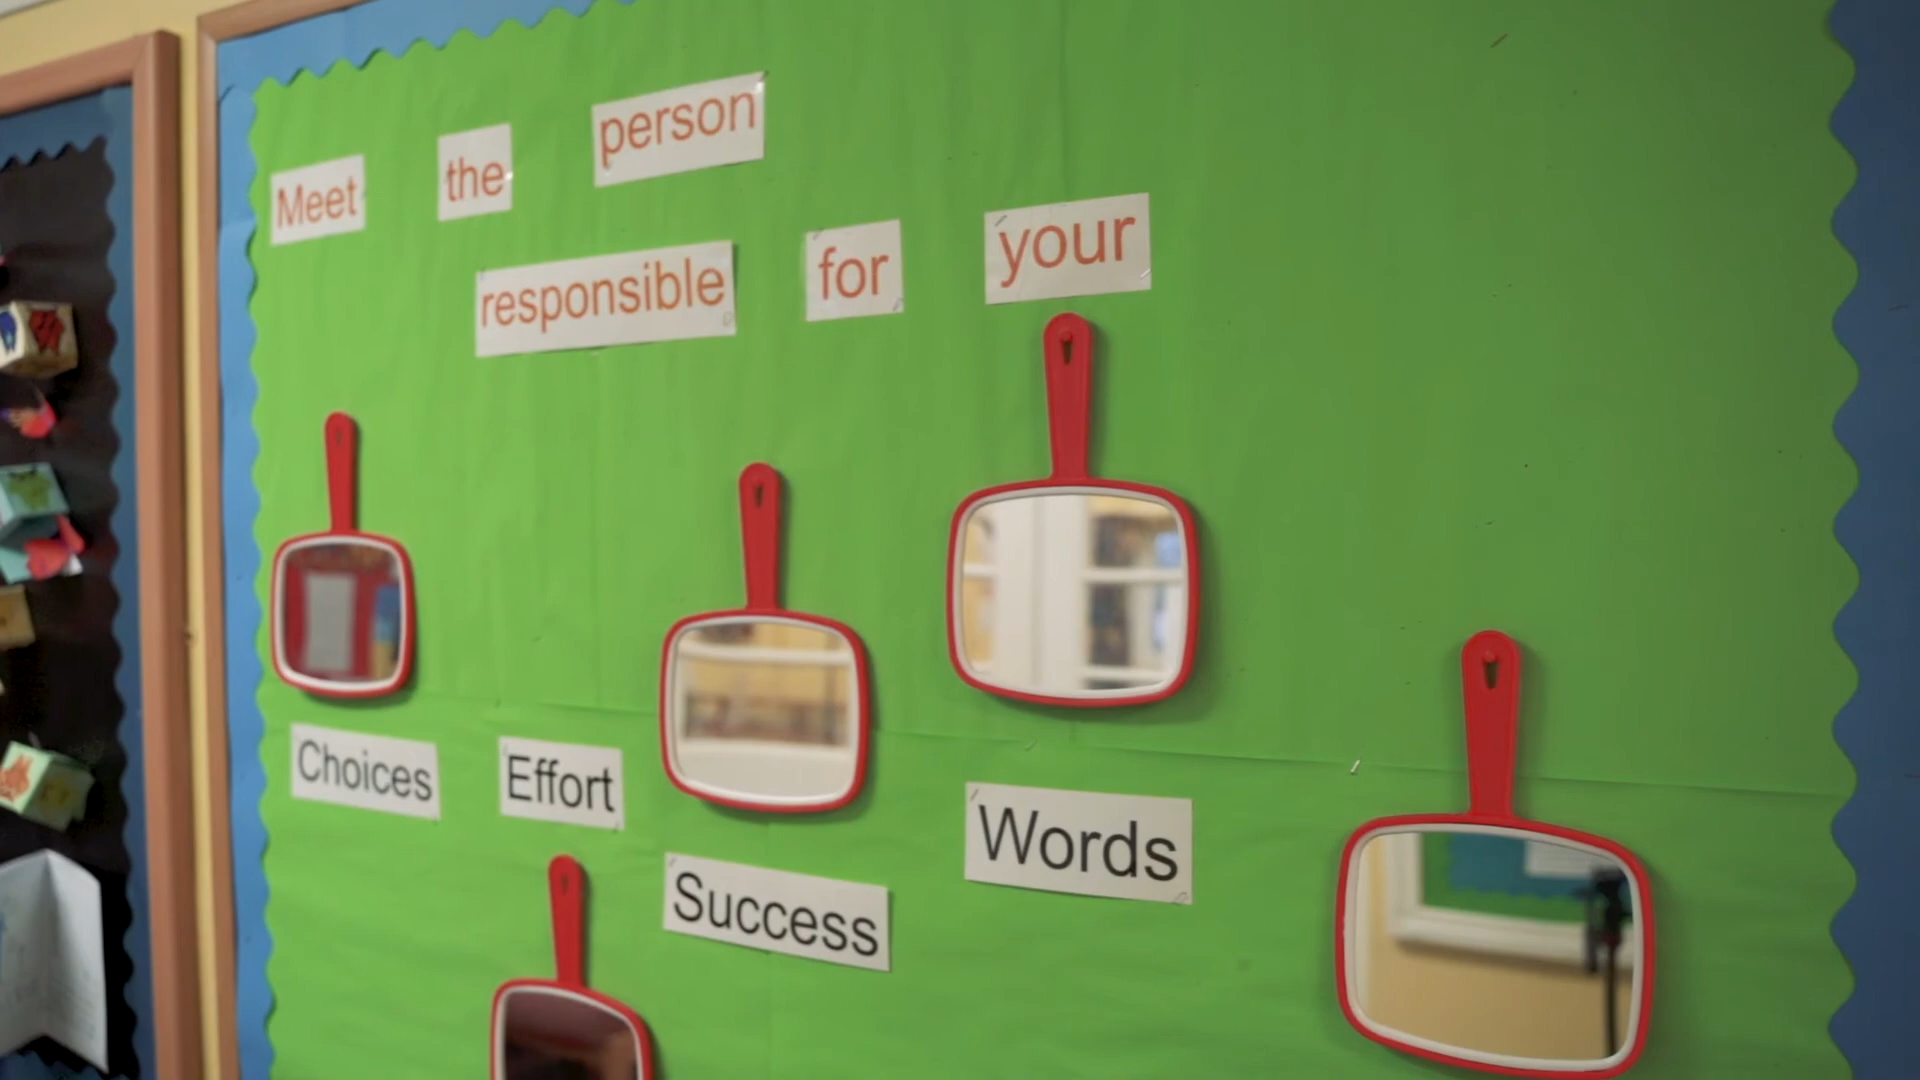 Meet the person
responsible for your
Choices
Effort
Success
Words